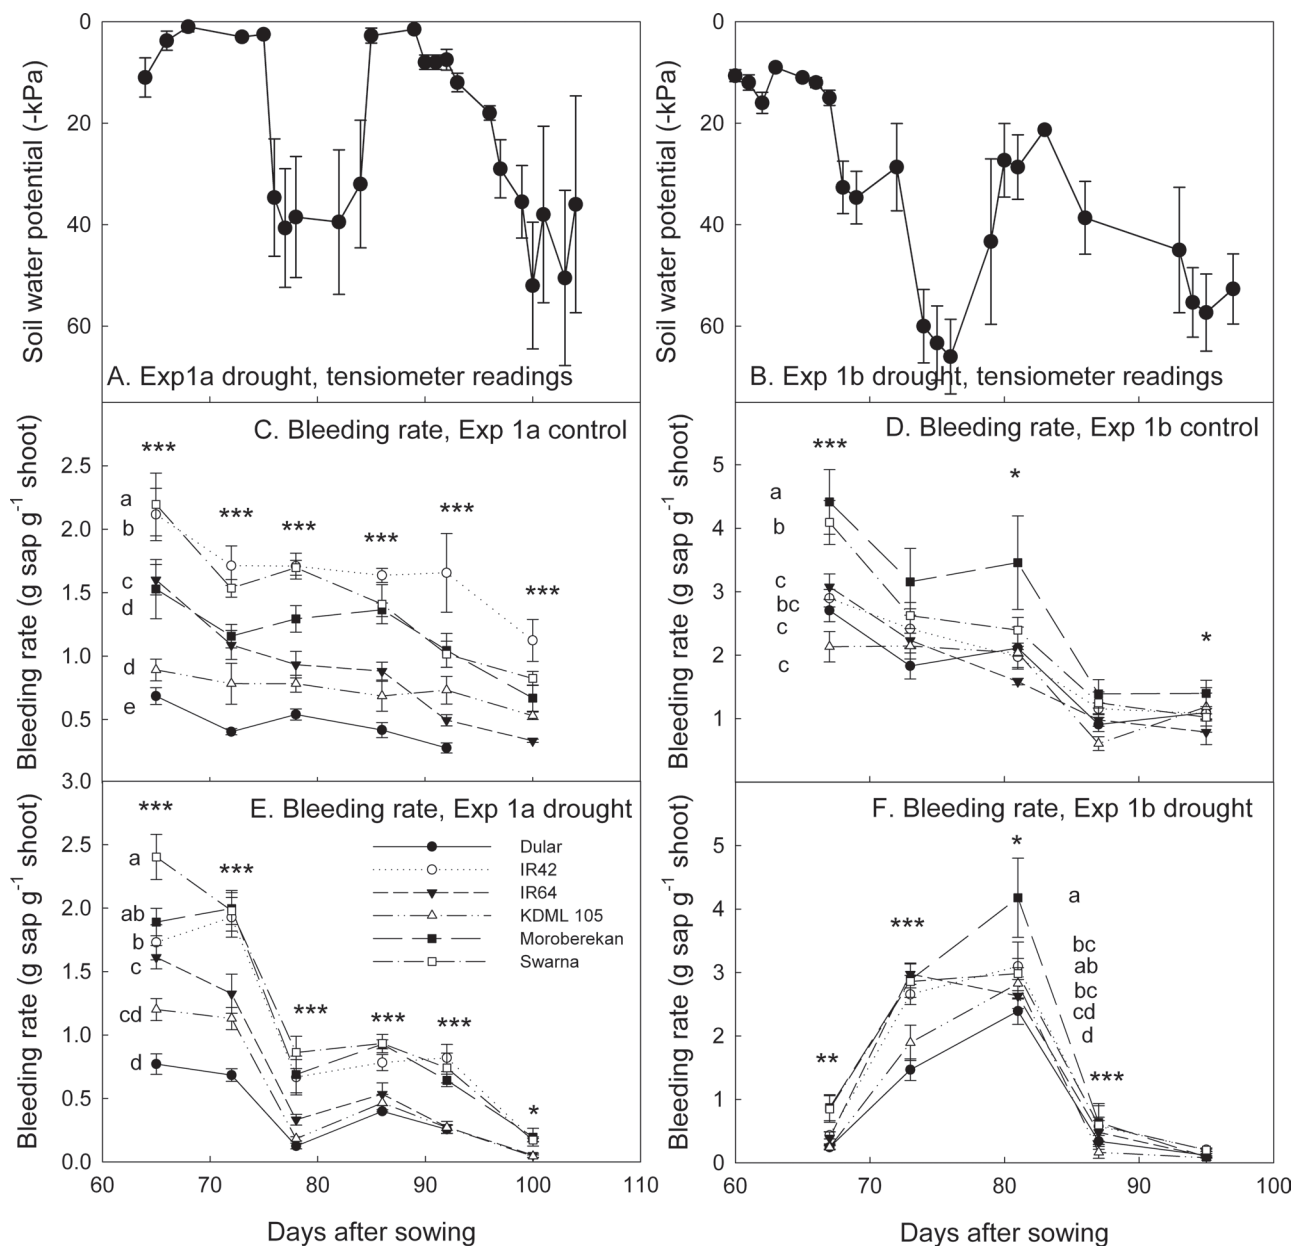 0
20
40
60
Soil water potential (-kPa)
A. Exp1a drought, tensiometer readings
0
20
40
60
Soil water potential (-kPa)
B. Exp 1b drought, tensiometer readings
C. Bleeding rate, Exp 1a control
2.5
2.0
1.5
1.0
0.5
3.0
Bleeding rate (g sap g-1 shoot)
***
***
***
***
***
***
a
b
c
d
d
e
D. Bleeding rate, Exp 1b control
5
4
3
2
1
Bleeding rate (g sap g-1 shoot)
***
*
*
a
b
c
bc
c
c
E. Bleeding rate, Exp 1a drought
2.5
2.0
1.5
1.0
0.5
0.0
Bleeding rate (g sap g-1 shoot)
***
***
***
***
***
*
a
ab
b
c
cd
d
Dular
IR42
IR64
KDML 105
Moroberekan
Swarna
60
70
80
90
100
110
Days after sowing
F. Bleeding rate, Exp 1b drought
5
4
3
2
1
0
Bleeding rate (g sap g-1 shoot)
**
***
*
***
a
bc
ab
bc
cd
d
60
70
80
90
100
Days after sowing